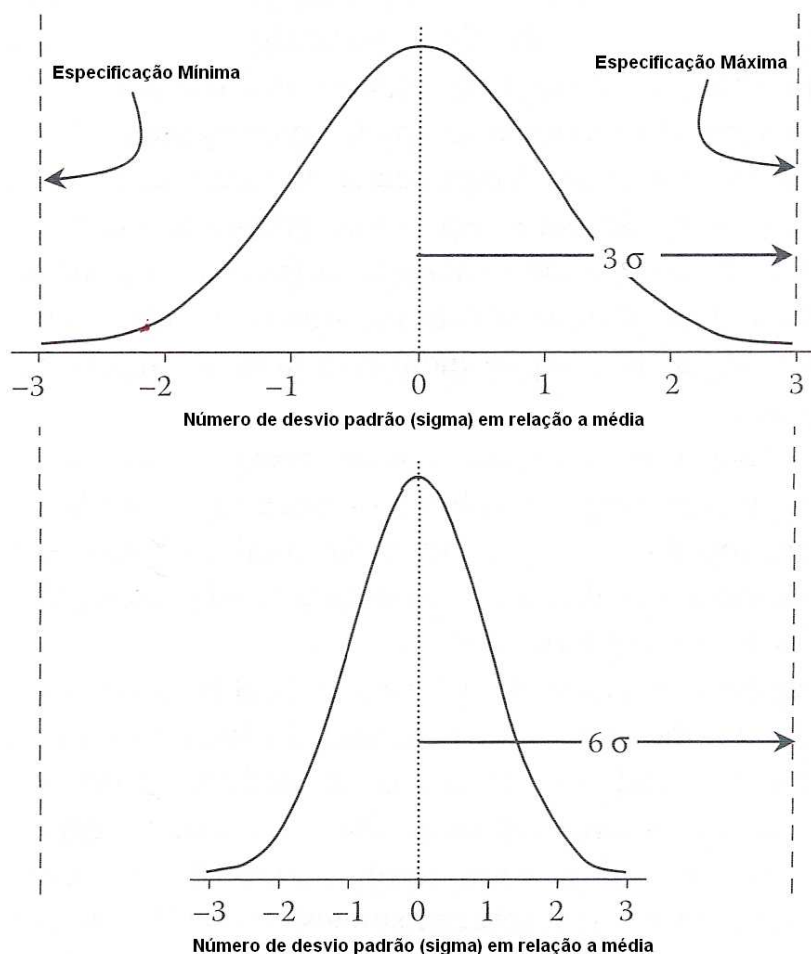 Especificação Mínima
Especificação Máxima
3 σ
−3 −2 −1 0 1 2 3
Número de desvio padrão (sigma) em relação a média
6 σ
−3 −2 −1 0 1 2 3
Número de desvio padrão (sigma) em relação a média